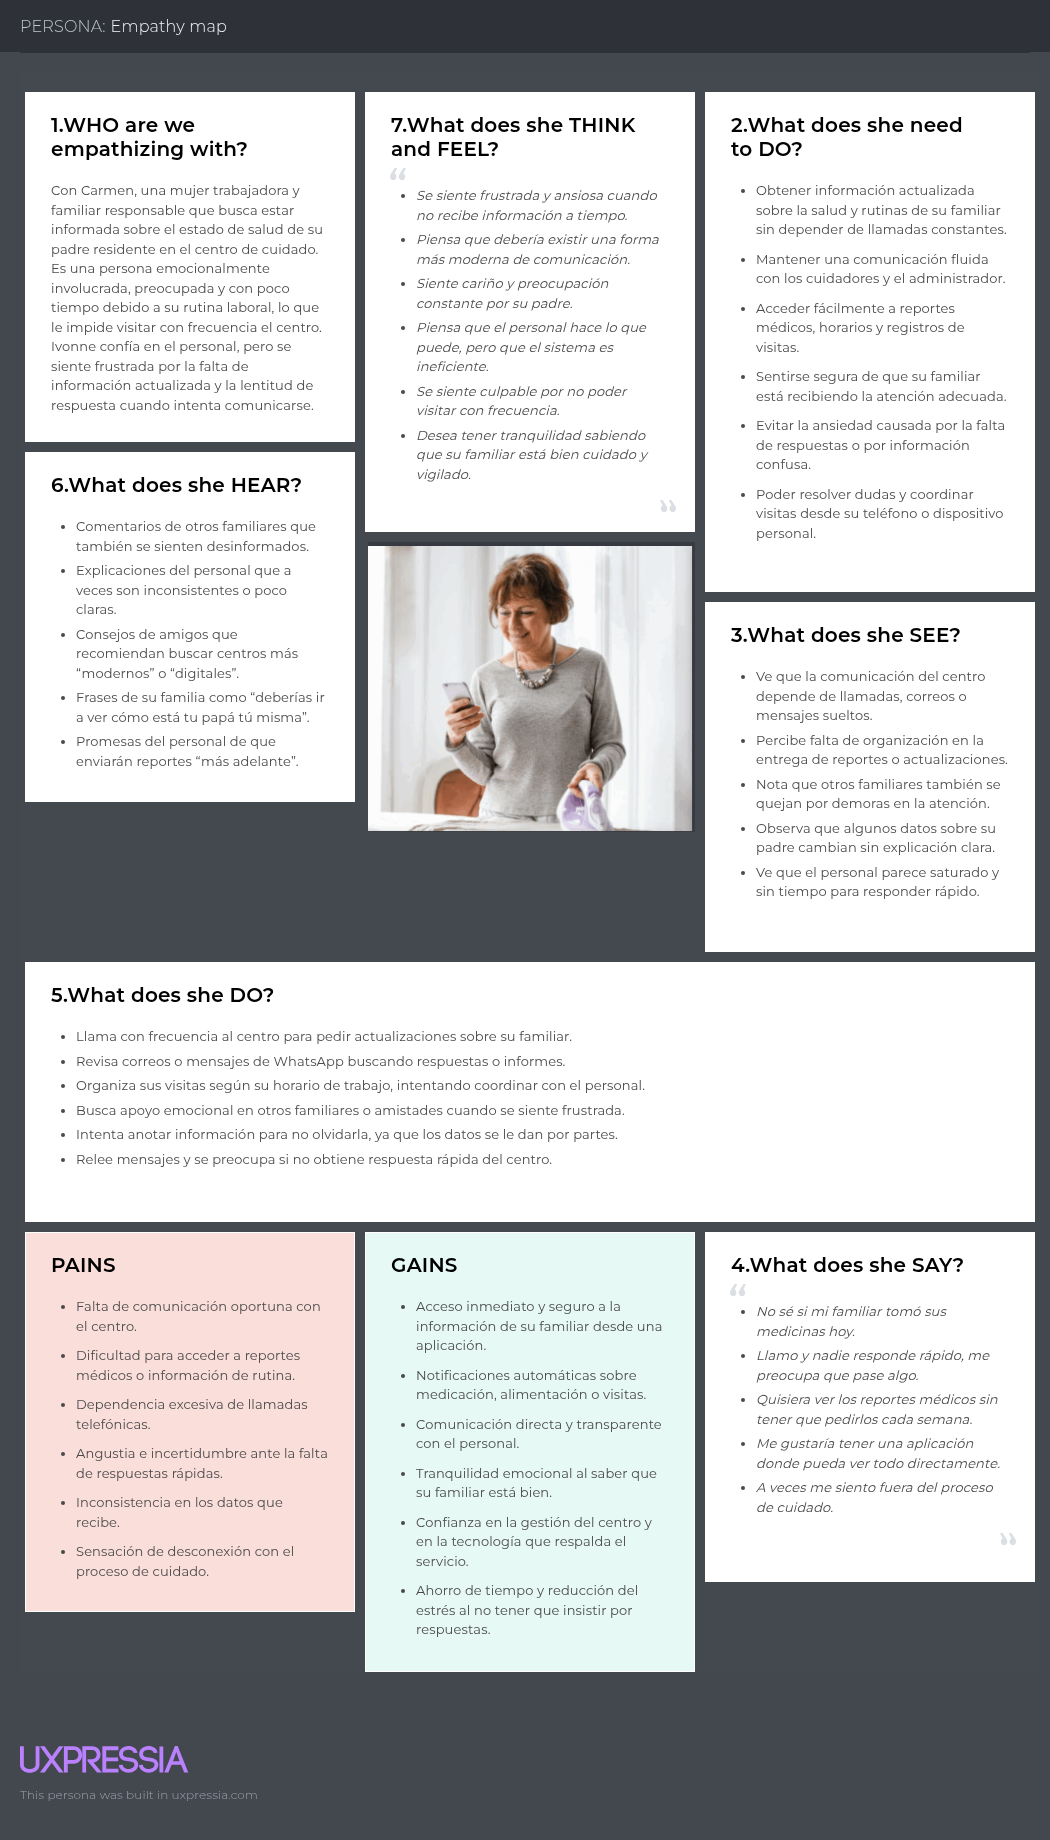 PERSONA: Empathy map
1.WHO are we
empathizing with?
Con Carmen, una mujer trabajadora y
familiar responsable que busca estar
informada sobre el estado de salud de su
padre residente en el centro de cuidado.
Es una persona emocionalmente
involucrada, preocupada y con poco
tiempo debido a su rutina laboral, lo que
le impide visitar con frecuencia el centro.
Ivonne confía en el personal, pero se
siente frustrada por la falta de
información actualizada y la lentitud de
respuesta cuando intenta comunicarse.
7.What does she THINK
and FEEL?
“
• Se siente frustrada y ansiosa cuando
no recibe información a tiempo.
• Piensa que debería existir una forma
más moderna de comunicación.
• Siente cariño y preocupación
constante por su padre.
• Piensa que el personal hace lo que
puede, pero que el sistema es
ineficiente.
• Se siente culpable por no poder
visitar con frecuencia.
• Desea tener tranquilidad sabiendo
que su familiar está bien cuidado y
vigilado.
”
2.What does she need
to DO?
• Obtener información actualizada
sobre la salud y rutinas de su familiar
sin depender de llamadas constantes.
• Mantener una comunicación fluida
con los cuidadores y el administrador.
• Acceder fácilmente a reportes
médicos, horarios y registros de
visitas.
• Sentirse segura de que su familiar
está recibiendo la atención adecuada.
• Evitar la ansiedad causada por la falta
de respuestas o por información
confusa.
• Poder resolver dudas y coordinar
visitas desde su teléfono o dispositivo
personal.
6.What does she HEAR?
• Comentarios de otros familiares que
también se sienten desinformados.
• Explicaciones del personal que a
veces son inconsistentes o poco
claras.
• Consejos de amigos que
recomiendan buscar centros más
“modernos” o “digitales”.
• Frases de su familia como “deberías ir
a ver cómo está tu papá tú misma”.
• Promesas del personal de que
enviarán reportes “más adelante”.
3.What does she SEE?
• Ve que la comunicación del centro
depende de llamadas, correos o
mensajes sueltos.
• Percibe falta de organización en la
entrega de reportes o actualizaciones.
• Nota que otros familiares también se
quejan por demoras en la atención.
• Observa que algunos datos sobre su
padre cambian sin explicación clara.
• Ve que el personal parece saturado y
sin tiempo para responder rápido.
5.What does she DO?
• Llama con frecuencia al centro para pedir actualizaciones sobre su familiar.
• Revisa correos o mensajes de WhatsApp buscando respuestas o informes.
• Organiza sus visitas según su horario de trabajo, intentando coordinar con el personal.
• Busca apoyo emocional en otros familiares o amistades cuando se siente frustrada.
• Intenta anotar información para no olvidarla, ya que los datos se le dan por partes.
• Relee mensajes y se preocupa si no obtiene respuesta rápida del centro.
PAINS
• Falta de comunicación oportuna con
el centro.
• Dificultad para acceder a reportes
médicos o información de rutina.
• Dependencia excesiva de llamadas
telefónicas.
• Angustia e incertidumbre ante la falta
de respuestas rápidas.
• Inconsistencia en los datos que
recibe.
• Sensación de desconexión con el
proceso de cuidado.
GAINS
• Acceso inmediato y seguro a la
información de su familiar desde una
aplicación.
• Notificaciones automáticas sobre
medicación, alimentación o visitas.
• Comunicación directa y transparente
con el personal.
• Tranquilidad emocional al saber que
su familiar está bien.
• Confianza en la gestión del centro y
en la tecnología que respalda el
servicio.
• Ahorro de tiempo y reducción del
estrés al no tener que insistir por
respuestas.
4.What does she SAY?
“
• No sé si mi familiar tomó sus
medicinas hoy.
• Llamo y nadie responde rápido, me
preocupa que pase algo.
• Quisiera ver los reportes médicos sin
tener que pedirlos cada semana.
• Me gustaría tener una aplicación
donde pueda ver todo directamente.
• A veces me siento fuera del proceso
de cuidado.
”
UXPRESSIA
This persona was built in uxpressia.com